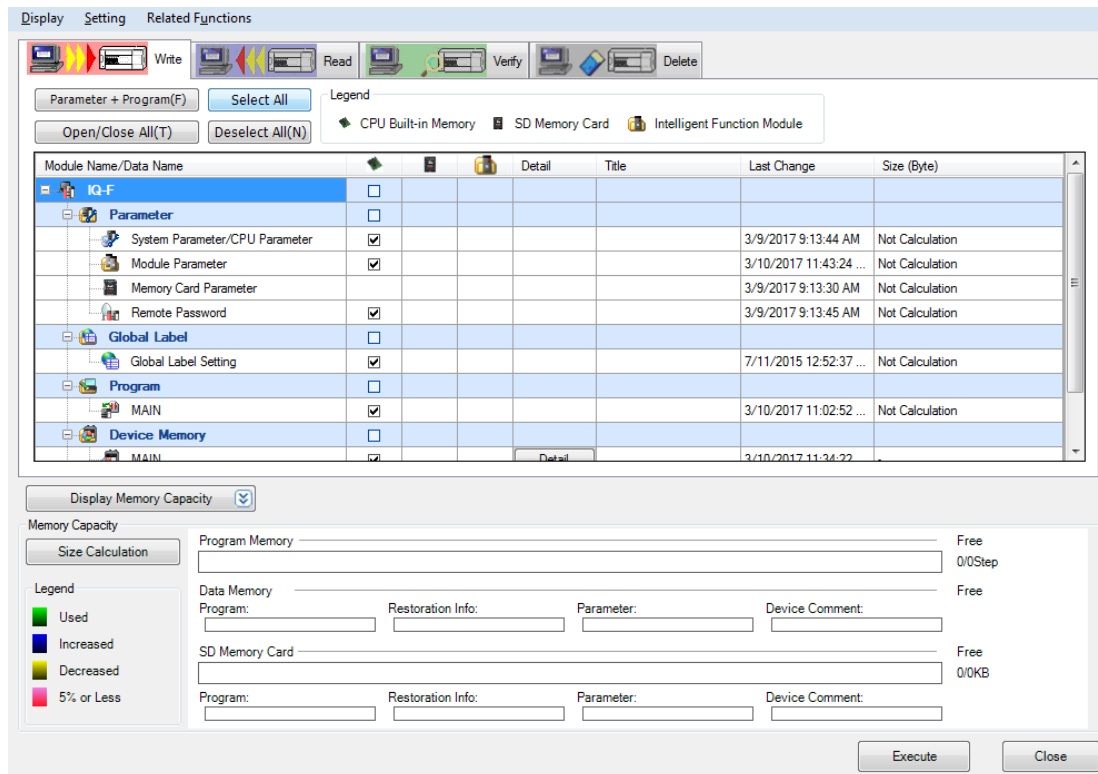 Display Setting Related Functions
Write Read Verify Delete
Parameter + Program(F) Select All Legend
Open/Close All(T) Deselect All(N) CPU Built-in Memory SD Memory Card Intelligent Function Module
Module Name/Data Name Detail Title Last Change Size (Byte)
IQ-F
Parameter
System Parameter/CPU Parameter 3/9/2017 9:13:44 AM Not Calculation
Module Parameter 3/10/2017 11:43:24 ... Not Calculation
Memory Card Parameter 3/9/2017 9:13:30 AM Not Calculation
Remote Password 3/9/2017 9:13:45 AM Not Calculation
Global Label
Global Label Setting 7/11/2015 12:52:37 ... Not Calculation
Program
MAIN 3/10/2017 11:02:52 ... Not Calculation
Device Memory
MAIN Detail 3/10/2017 11:34:22 -
Display Memory Capacity
Memory Capacity
Size Calculation
Program Memory Free
0/0Step
Legend
Used
Increased
Decreased
5% or Less
Data Memory Free
Program: Restoration Info: Parameter: Device Comment:
SD Memory Card Free
0/0KB
Program: Restoration Info: Parameter: Device Comment:
Execute Close